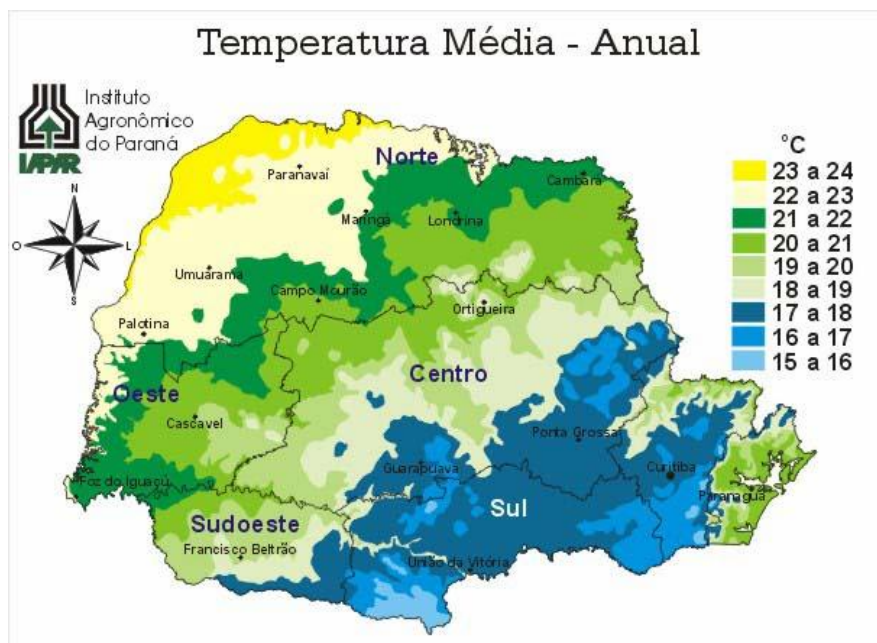 Temperatura Média - Anual
Instituto
Agronômico
do Paraná
IAPAR
N
O
L
S
°C
23 a 24
22 a 23
21 a 22
20 a 21
19 a 20
18 a 19
17 a 18
16 a 17
15 a 16
Norte
Paranavaí
Cambará
Maringá
Londrina
Umuarama
Campo Mourão
Ortigueira
Palotina
Centro
Oeste
Cascavel
Ponta Grossa
Guarapuava
Curitiba
Foz do Iguaçú
Paranaguá
Sul
Sudoeste
Francisco Beltrão
União da Vitória